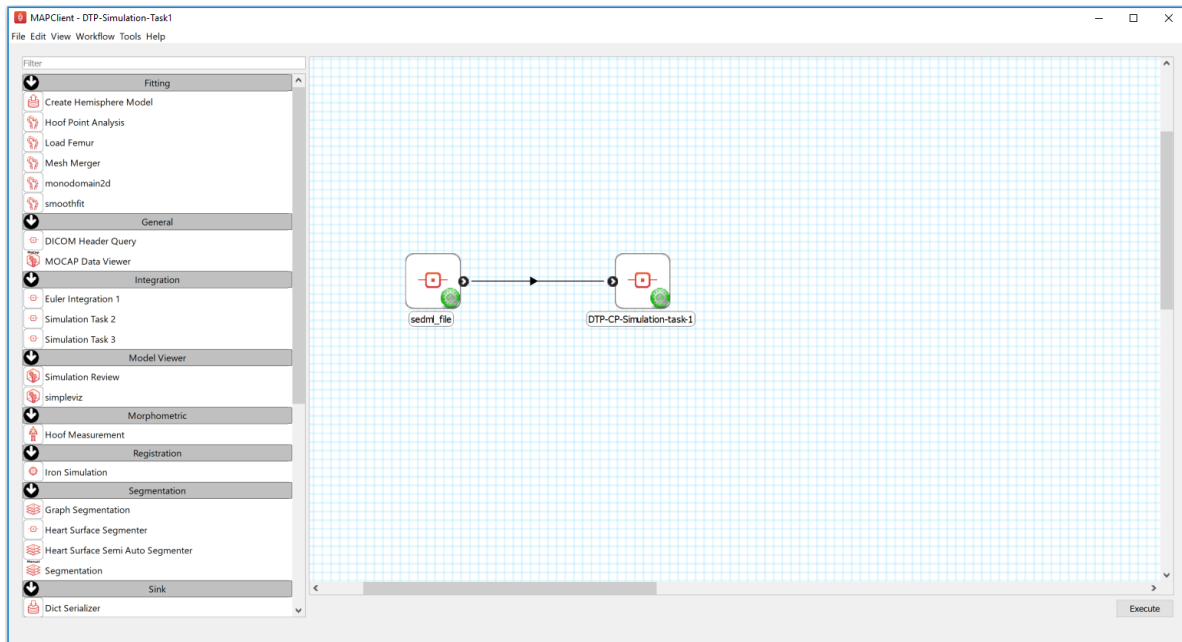 MAPClient - DTP-Simulation-Task1
File Edit View Workflow Tools Help
Filter
Fitting
Create Hemisphere Model
Hoof Point Analysis
Load Femur
Mesh Merger
monodomain2d
smoothfit
General
DICOM Header Query
MOCAP Data Viewer
Integration
Euler Integration 1
Simulation Task 2
Simulation Task 3
Model Viewer
Simulation Review
simpleviz
Morphometric
Hoof Measurement
Registration
Iron Simulation
Segmentation
Graph Segmentation
Heart Surface Segmenter
Heart Surface Semi Auto Segmenter
Segmentation
Sink
Dict Serializer
sedml_file
DTP-CP-Simulation-task-1
Execute